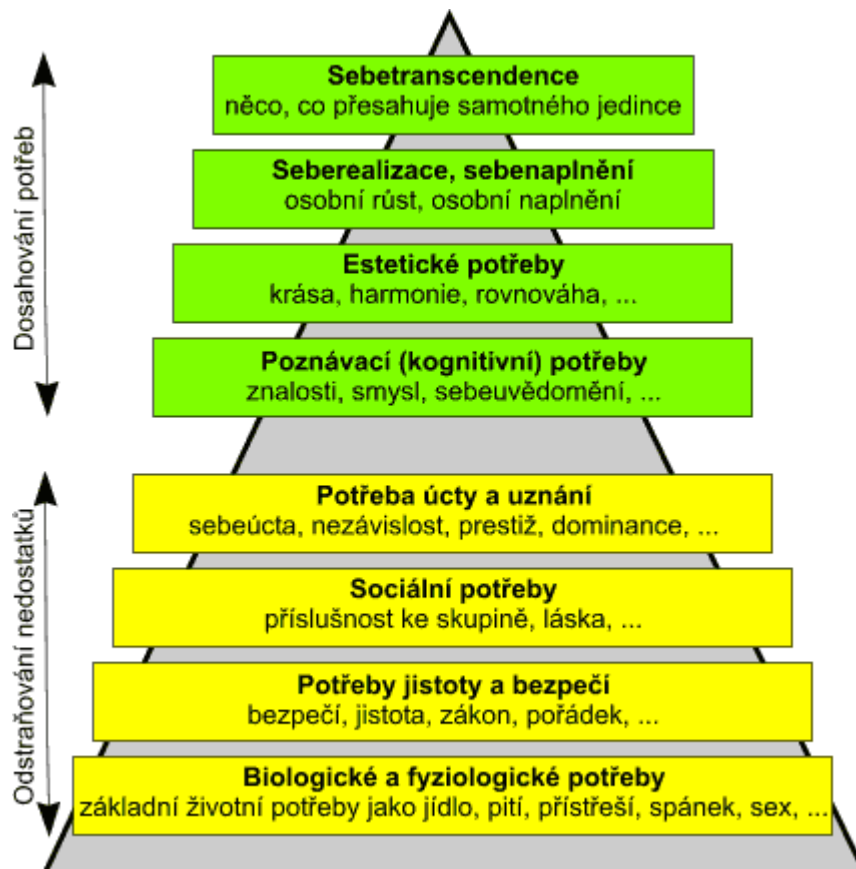 Sebetranscendence
něco, co přesahuje samotného jedince
Seberealizace, sebenaplnění
osobní růst, osobní naplnění
Estetické potřeby
krása, harmonie, rovnováha, ...
Poznávací (kognitivní) potřeby
znalosti, smysl, sebeuvědomění, ...
Dosahování potřeb
Potřeba úcty a uznání
sebeúcta, nezávislost, prestiž, dominance, ...
Sociální potřeby
příslušnost ke skupině, láska, ...
Potřeby jistoty a bezpečí
bezpečí, jistota, zákon, pořádek, ...
Biologické a fyziologické potřeby
základní životní potřeby jako jídlo, pití, přístřeší, spánek, sex, ...
Odstraňování nedostatků